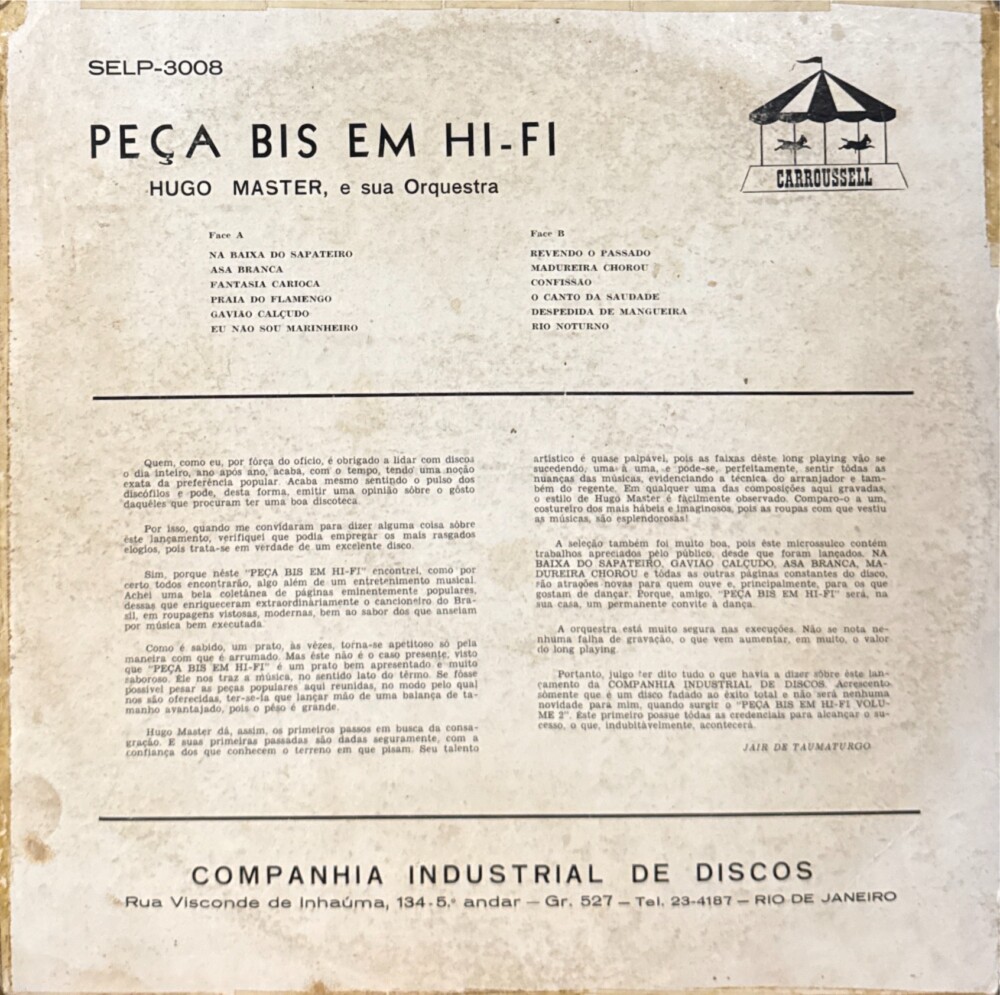 SELP-3008
PEÇA BIS EM HI-FI
HUGO MASTER, e sua Orquestra
CARROUSSELL
Face A
NA BAIXA DO SAPATEIRO
ASA BRANCA
FANTASIA CARIOCA
PRAIA DO FLAMENGO
GAVIÃO CALÇUDO
EU NÃO SOU MARINHEIRO
Face B
REVENDO O PASSADO
MADUREIRA CHOROU
CONFISSÃO
O CANTO DA SAUDADE
DESPEDIDA DE MANGUEIRA
RIO NOTURNO
Quem, como eu, por fôrça do ofício, é obrigado a lidar com discos
o dia inteiro, ano após ano, acaba, com o tempo, tendo uma noção
exata da preferência popular. Acaba mesmo sentindo o pulso dos
discófilos e pode, desta forma, emitir uma opinião sôbre o gôsto
daquêles que procuram ter uma boa discoteca.
Por isso, quando me convidaram para dizer alguma coisa sôbre
êste lançamento, verifiquei que podia empregar os mais rasgados
elogios, pois trata-se em verdade de um excelente disco.
Sim, porque nêste "PEÇA BIS EM HI-FI" encontrei, como por
certo todos encontrarão, algo além de um entretenimento musical.
Achei uma bela coletânea de páginas eminentemente populares,
dessas que enriqueceram extraordinàriamente o cancioneiro do Bra-
sil, em roupagens vistosas, modernas, bem ao sabor dos que anseiam
por música bem executada.
Como é sabido, um prato, às vêzes, torna-se apetitoso só pela
maneira com que é arrumado. Mas êste não é o caso presente, visto
que "PEÇA BIS EM HI-FI" é um prato bem apresentado e muito
saboroso. Êle nos traz a música, no sentido lato do têrmo. Se fôsse
possível pesar as peças populares aqui reunidas, no modo pelo qual
nos são oferecidas, ter-se-ia que lançar mão de uma balança de ta-
manho avantajado, pois o pêso é grande.
Hugo Master dá, assim, os primeiros passos em busca da consa-
gração. E suas primeiras passadas são dadas seguramente, com a
confiança dos que conhecem o terreno em que pisam. Seu talento
artístico é quase palpável, pois as faixas dêste long playing vão se
sucedendo, uma à uma, e pode-se, perfeitamente, sentir tôdas as
nuanças das músicas, evidenciando a técnica do arranjador e tam-
bém do regente. Em qualquer uma das composições aqui gravadas,
o estilo de Hugo Master é fàcilmente observado. Comparo-o a um,
costureiro dos mais hábeis e imaginosos, pois as roupas com que vestiu
as músicas, são esplendorosas!
A seleção também foi muito boa, pois êste microssulco contém
trabalhos apreciados pelo público, desde que foram lançados. NA
BAIXA DO SAPATEIRO, GAVIÃO CALÇUDO, ASA BRANCA, MA-
DUREIRA CHOROU e tôdas as outras páginas constantes do disco,
são atrações novas para quem ouve e, principalmente, para os que
gostam de dançar. Porque, amigo, "PEÇA BIS EM HI-FI" será, na
sua casa, um permanente convite à dança.
A orquestra está muito segura nas execuções. Não se nota ne-
nhuma falha de gravação, o que vem aumentar, em muito, o valor
do long playing.
Portanto, julgo ter dito tudo o que havia a dizer sôbre êste lan-
çamento da COMPANHIA INDUSTRIAL DE DISCOS. Acrescento,
sòmente que é um disco fadado ao êxito total e não será nenhuma
novidade para mim, quando surgir o "PEÇA BIS EM HI-FI VOLU-
ME 2". Este primeiro possue tôdas as credenciais para alcançar o su-
cesso, o que, indubitàvelmente, acontecerá.
JAIR DE TAUMATURGO
COMPANHIA INDUSTRIAL DE DISCOS
Rua Visconde de Inhaúma, 134-5.º andar — Gr. 527 — Tel. 23-4187 — RIO DE JANEIRO